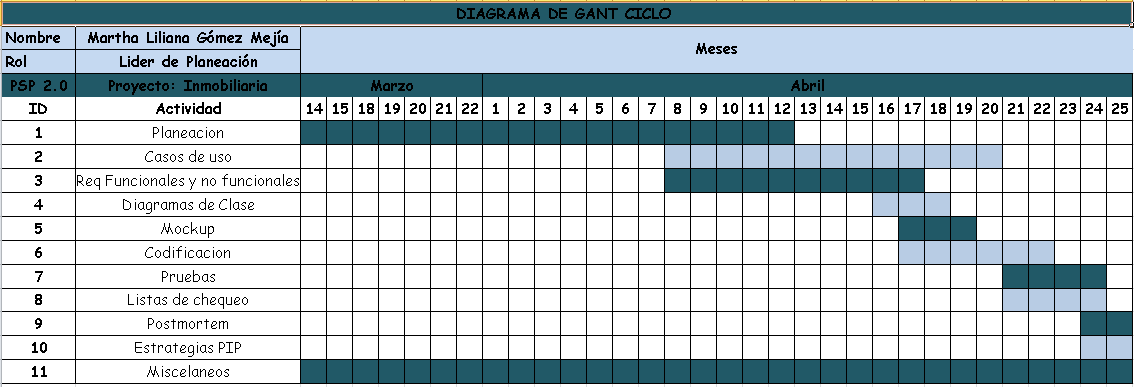 DIAGRAMA DE GANT CICLO
Nombre Martha Liliana Gómez Mejía Meses
Rol Lider de Planeación
PSP 2.0 Proyecto: Inmobiliaria Marzo Abril
ID Actividad 14 15 18 19 20 21 22 1 2 3 4 5 6 7 8 9 10 11 12 13 14 15 16 17 18 19 20 21 22 23 24 25
1 Planeacion
2 Casos de uso
3 Req Funcionales y no funcionales
4 Diagramas de Clase
5 Mockup
6 Codificacion
7 Pruebas
8 Listas de chequeo
9 Postmortem
10 Estrategias PIP
11 Miscelaneos